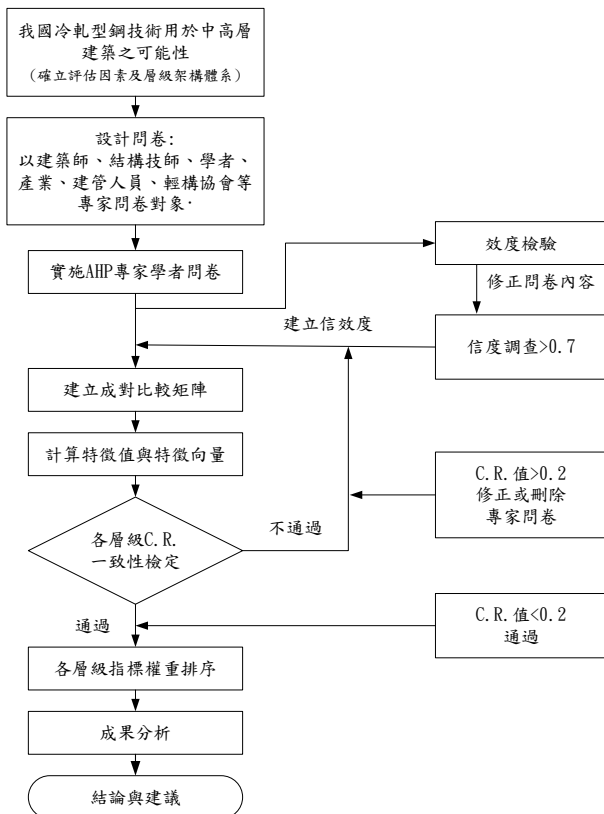 我國冷軋型鋼技術用於中高層
建築之可能性
(確立評估因素及層級架構體系)
設計問卷:
以建築師、結構技師、學者、
產業、建管人員、輕構協會等
專家問卷對象.
實施AHP專家學者問卷
效度檢驗
修正問卷內容
建立信效度
信度調查>0.7
建立成對比較矩陣
計算特徵值與特徵向量
C.R.值>0.2
修正或刪除
專家問卷
各層級C.R.
一致性檢定
不通過
C.R.值<0.2
通過
通過
各層級指標權重排序
成果分析
結論與建議